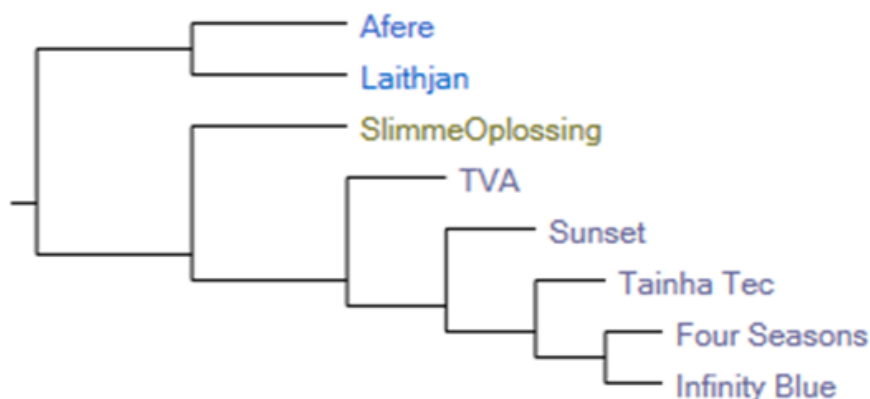 Afere
Laithjan
SlimmeOplossing
TVA
Sunset
Tainha Tec
Four Seasons
Infinity Blue